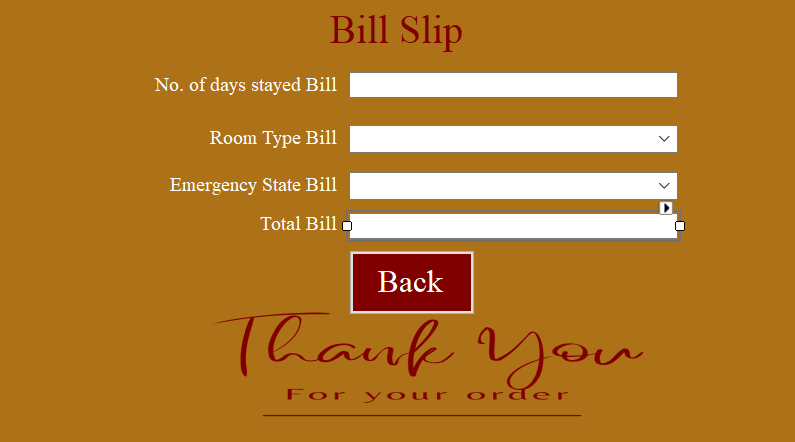 Bill Slip
No. of days stayed Bill
Room Type Bill
Emergency State Bill
Total Bill
Back
Thank You
For your order